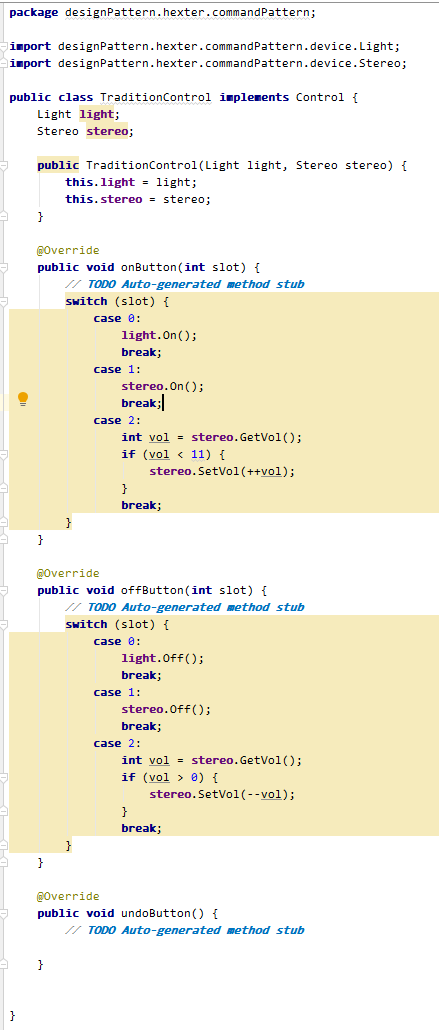 package designPattern.hexter.commandPattern;
import designPattern.hexter.commandPattern.device.Light;
import designPattern.hexter.commandPattern.device.Stereo;
public class TraditionControl implements Control {
Light light;
Stereo stereo;
public TraditionControl(Light light, Stereo stereo) {
this.light = light;
this.stereo = stereo;
}
@Override
public void onButton(int slot) {
// TODO Auto-generated method stub
switch (slot) {
case 0:
light.On();
break;
case 1:
stereo.On();
break;
case 2:
int vol = stereo.GetVol();
if (vol < 11) {
stereo.SetVol(++vol);
}
break;
}
}
@Override
public void offButton(int slot) {
// TODO Auto-generated method stub
switch (slot) {
case 0:
light.Off();
break;
case 1:
stereo.Off();
break;
case 2:
int vol = stereo.GetVol();
if (vol > 0) {
stereo.SetVol(--vol);
}
break;
}
}
@Override
public void undoButton() {
// TODO Auto-generated method stub
}
}